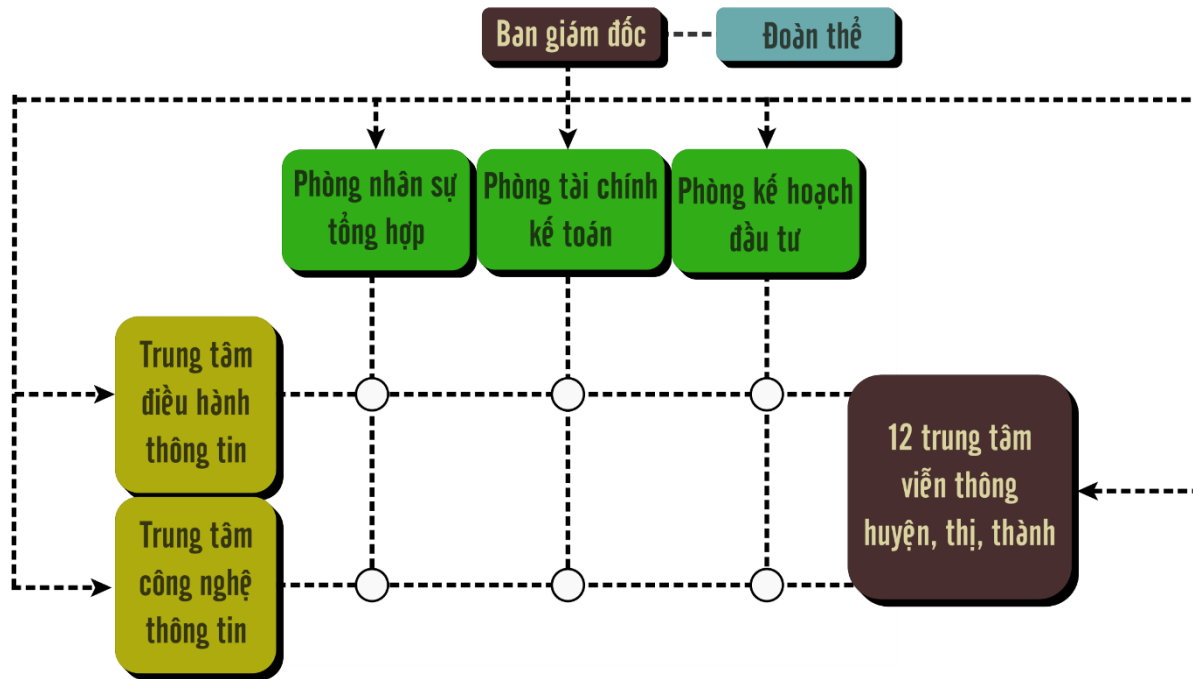 Ban giám đốc
Đoàn thể
Phòng nhân sự
tổng hợp
Phòng tài chính
kế toán
Phòng kế hoạch
đầu tư
Trung tâm
điều hành
thông tin
12 trung tâm
viễn thông
huyện, thị, thành
Trung tâm
công nghệ
thông tin